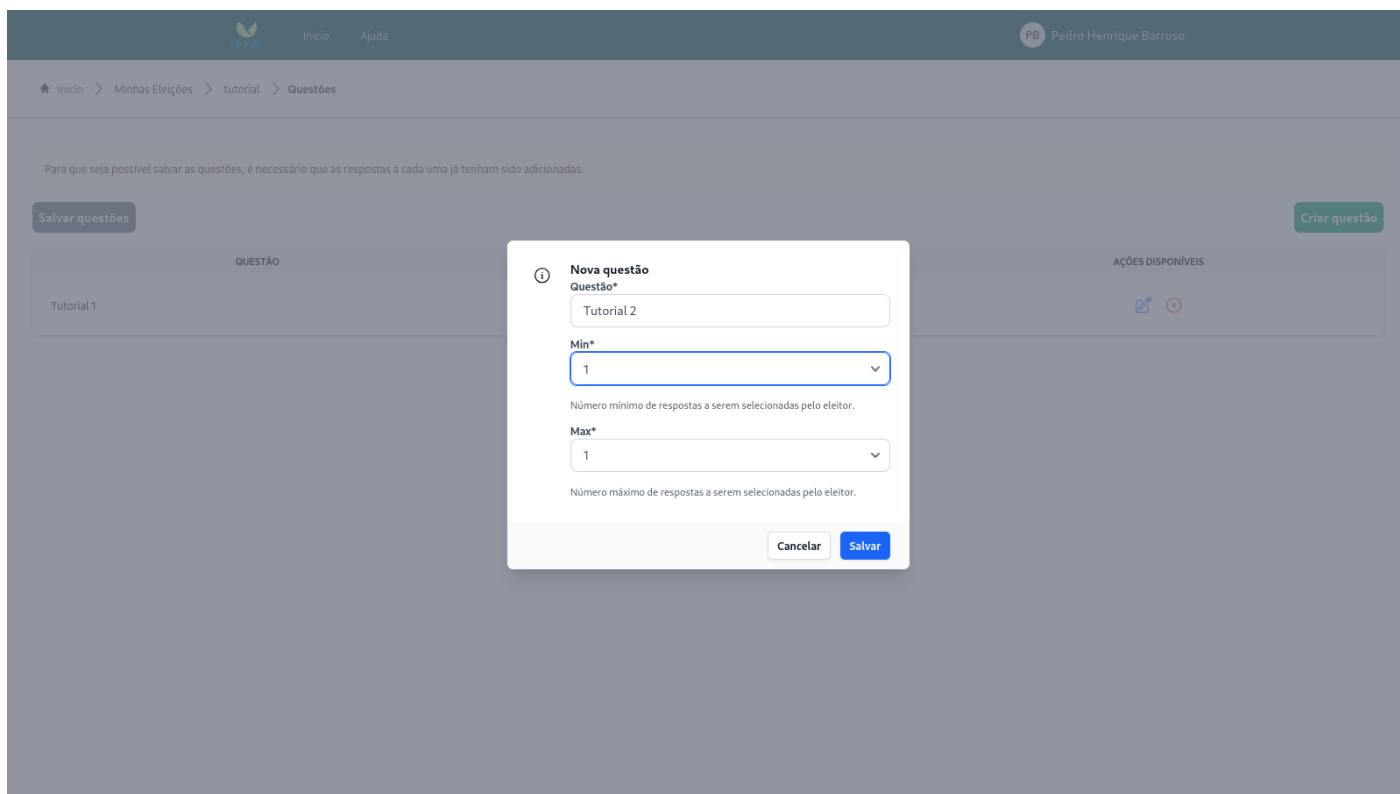 UFVJM
Início Ajuda
PB Pedro Henrique Barroso
Início Minhas Eleições tutorial Questões
Para que seja possível salvar as questões, é necessário que as respostas a cada uma já tenham sido adicionadas.
Salvar questões
Criar questão
QUESTÃO
AÇÕES DISPONÍVEIS
Tutorial 1
Nova questão
Questão*
Tutorial 2
Min*
1
Número mínimo de respostas a serem selecionadas pelo eleitor.
Max*
1
Número máximo de respostas a serem selecionadas pelo eleitor.
Cancelar
Salvar